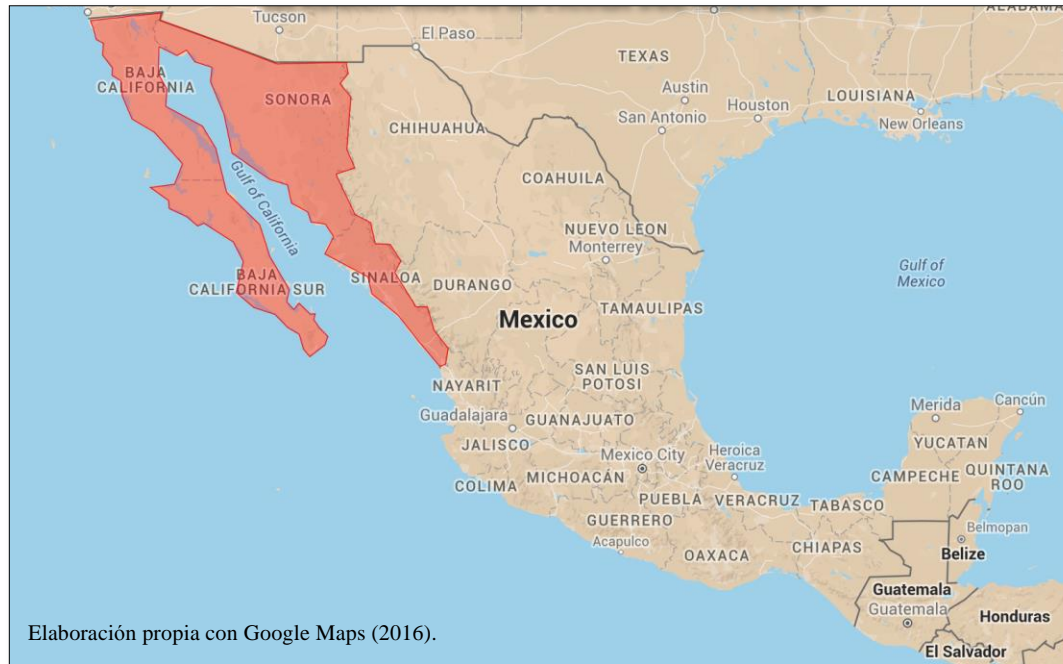 ALABAMA
Tucson
El Paso
TEXAS
BAJA
CALIFORNIA
SONORA
Austin
Houston
LOUISIANA
San Antonio
New Orleans
CHIHUAHUA
COAHUILA
Gulf of California
NUEVO LEON
Monterrey
Gulf of
Mexico
BAJA
CALIFORNIA SUR
SINALOA
DURANGO
TAMAULIPAS
Mexico
SAN LUIS
POTOSI
NAYARIT
Merida
Cancún
Guadalajara
GUANAJUATO
YUCATAN
JALISCO
Mexico City
Heroica
Veracruz
QUINTANA
ROO
CAMPECHE
COLIMA
MICHOACÁN
PUEBLA
VERACRUZ
TABASCO
GUERRERO
Belmopan
Acapulco
OAXACA
CHIAPAS
Belize
Guatemala
Guatemala
Honduras
El Salvador
Elaboración propia con Google Maps (2016).